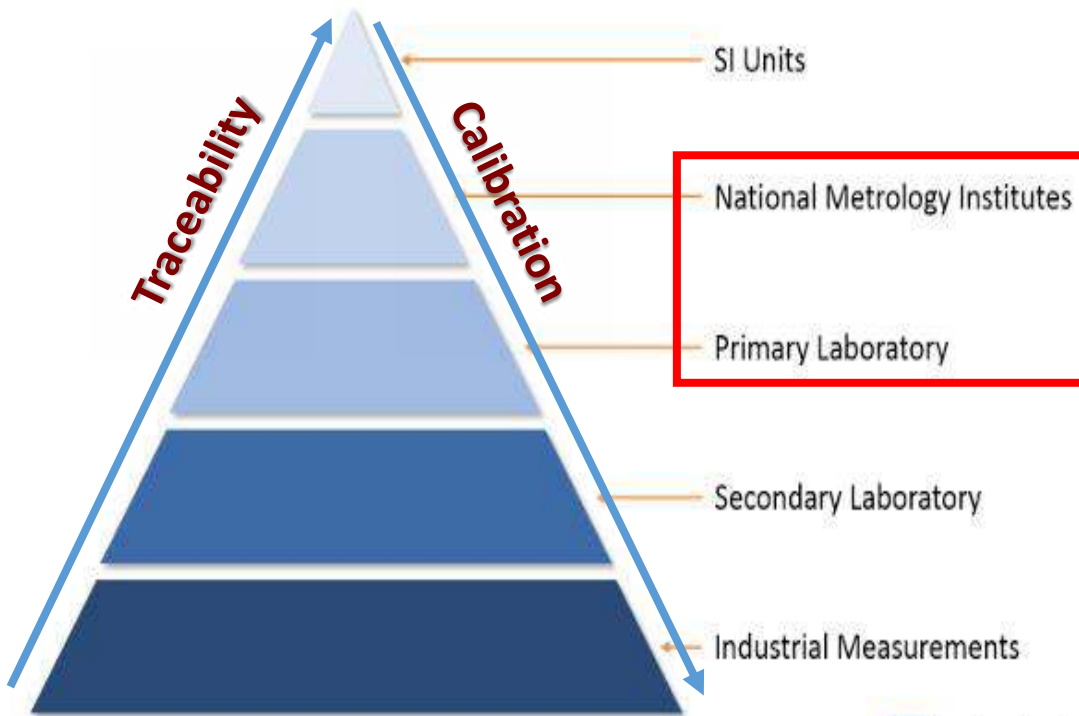 SI Units
Traceability
Calibration
National Metrology Institutes
Primary Laboratory
Secondary Laboratory
Industrial Measurements